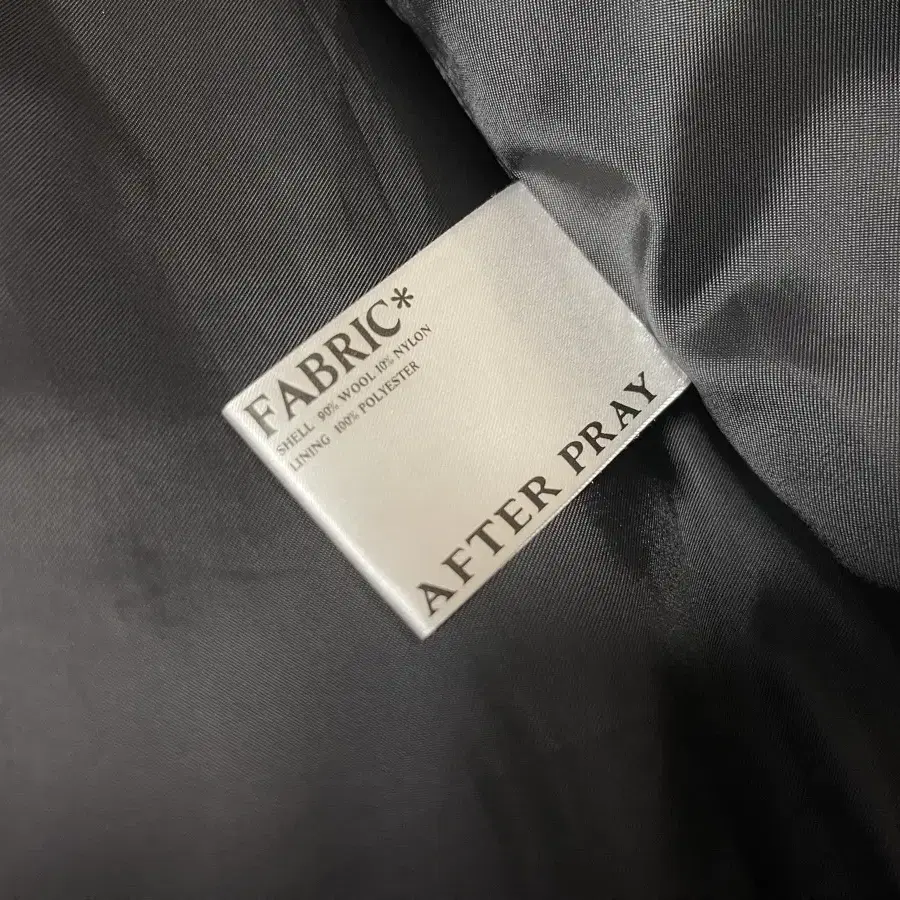 FABRIC*
SHELL 90% WOOL 10% NYLON
LINING 100% POLYESTER
AFTER PRAY